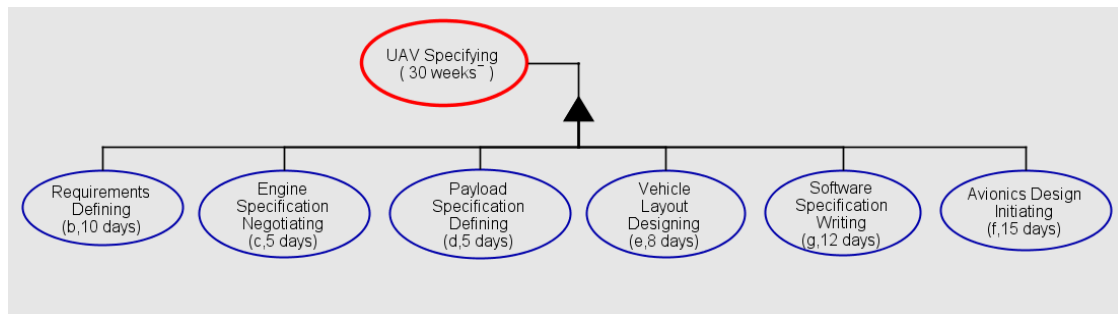 UAV Specifying
( 30 weeks¯ )
Requirements
Defining
(b,10 days)
Engine
Specification
Negotiating
(c,5 days)
Payload
Specification
Defining
(d,5 days)
Vehicle
Layout
Designing
(e,8 days)
Software
Specification
Writing
(g,12 days)
Avionics Design
Initiating
(f,15 days)